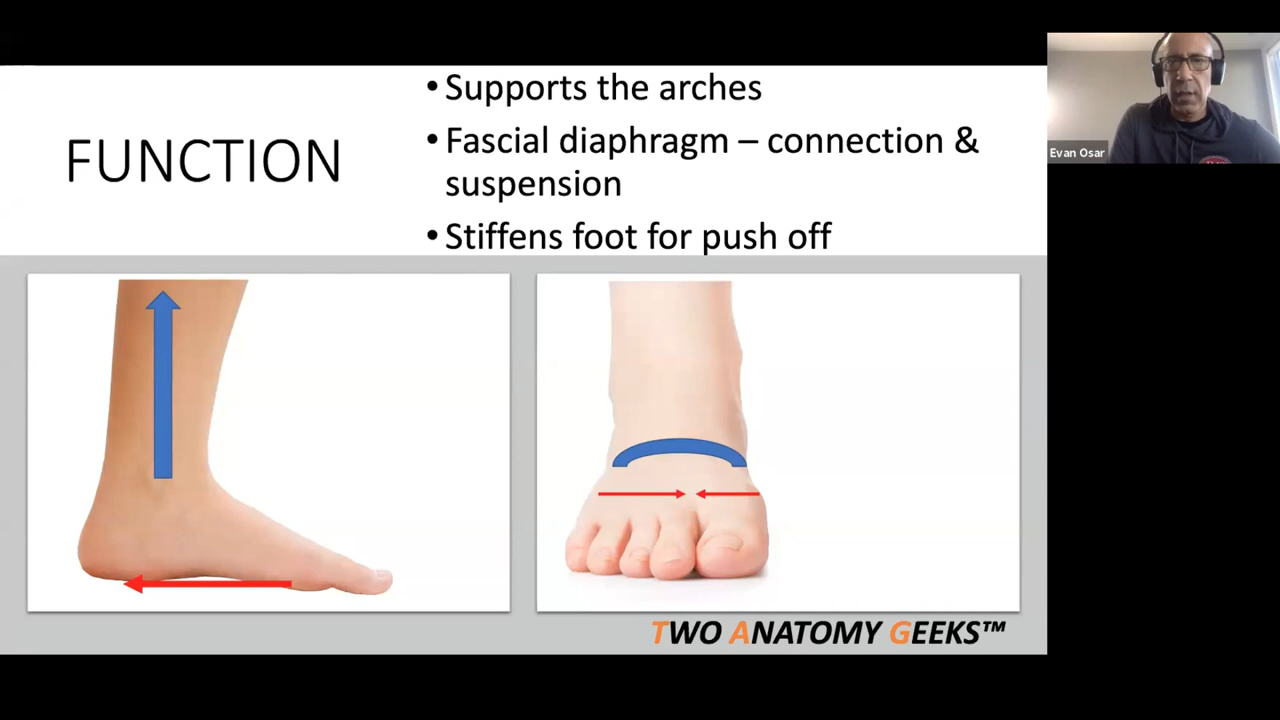 FUNCTION
• Supports the arches
• Fascial diaphragm – connection &
suspension
• Stiffens foot for push off
Evan Osar
TWO ANATOMY GEEKS™